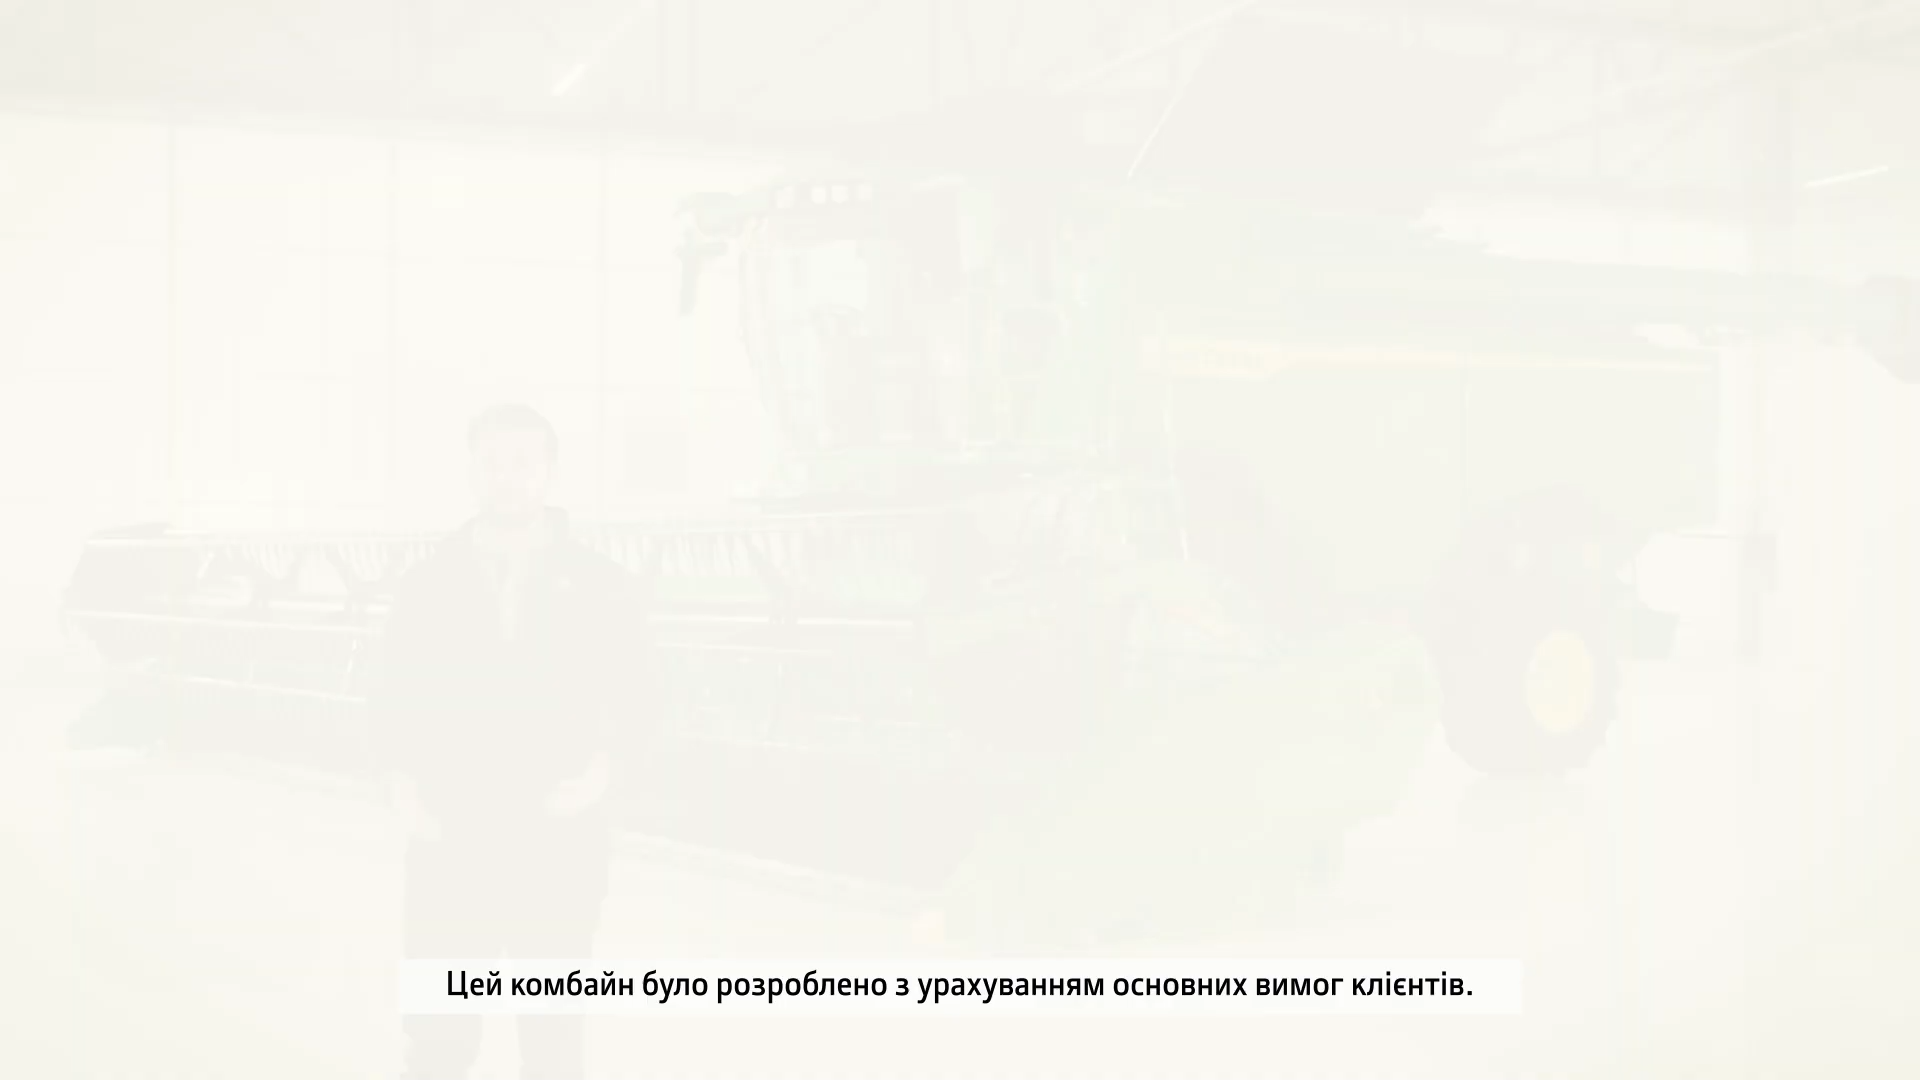 Цей комбайн було розроблено з урахуванням основних вимог клієнтів.